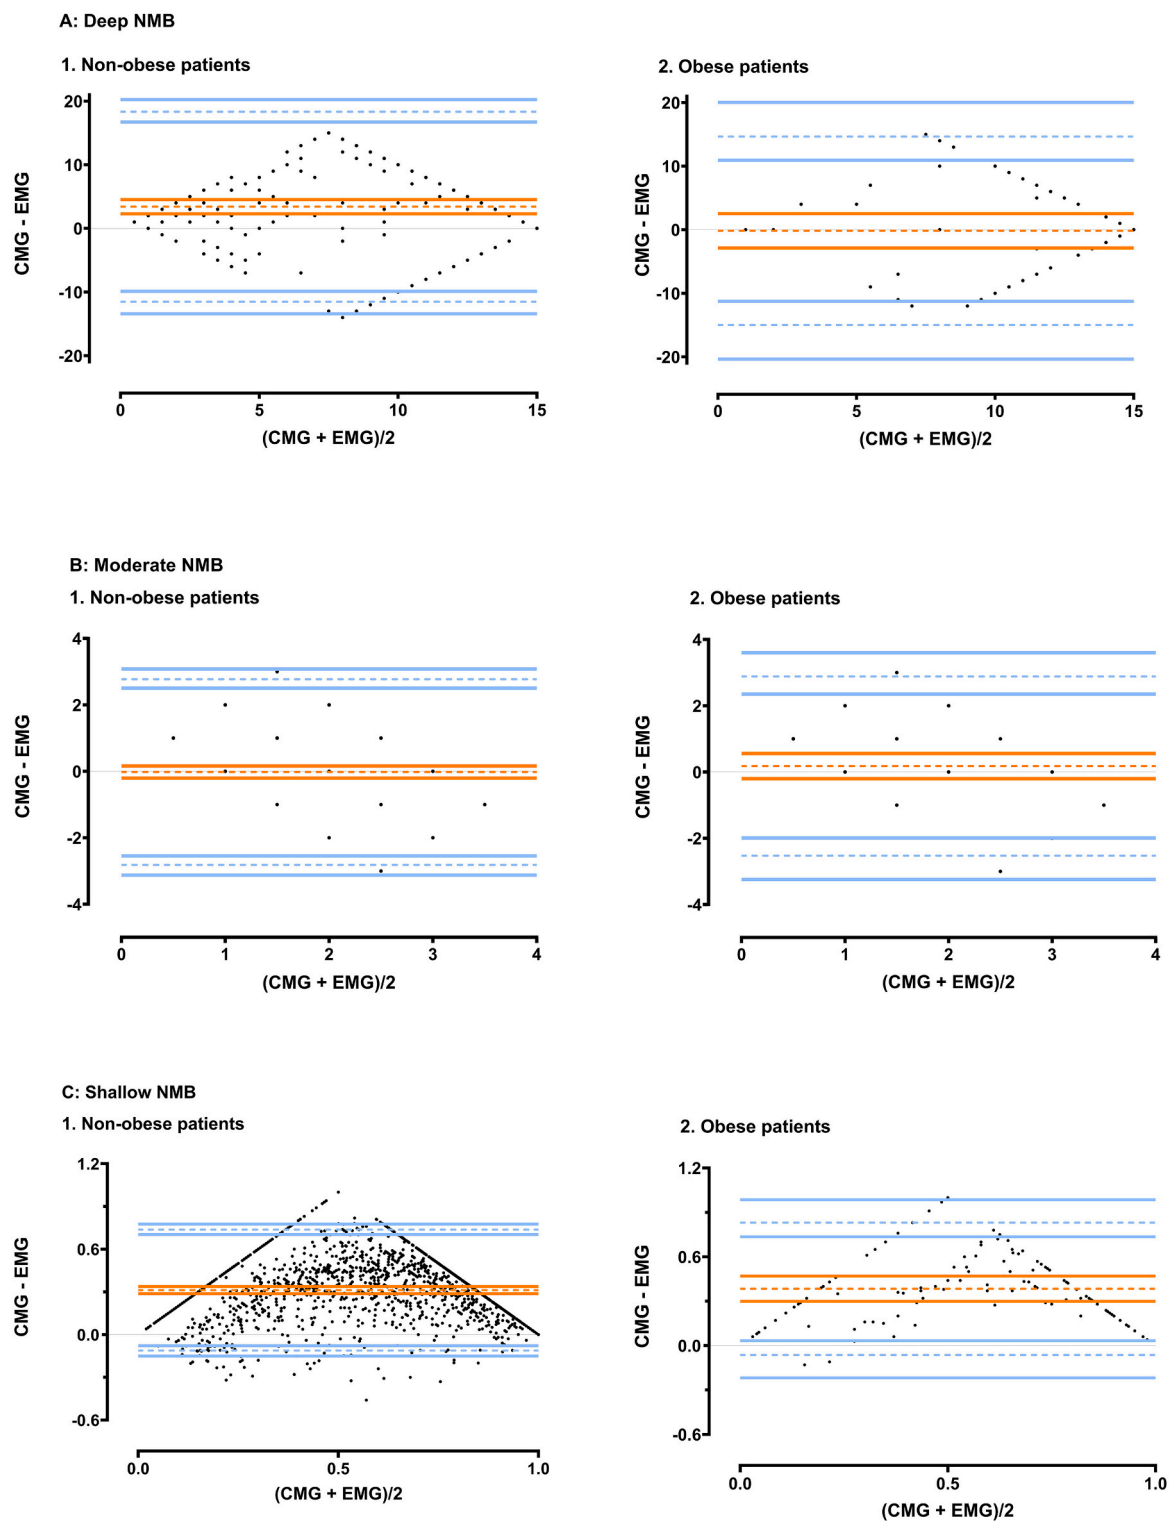 A: Deep NMB
1. Non-obese patients
2. Obese patients
CMG - EMG
20
10
0
-10
-20
0 5 10 15
(CMG + EMG)/2
CMG - EMG
20
10
0
-10
-20
0 5 10 15
(CMG + EMG)/2
B: Moderate NMB
1. Non-obese patients
2. Obese patients
CMG - EMG
4
2
0
-2
-4
0 1 2 3 4
(CMG + EMG)/2
CMG - EMG
4
2
0
-2
-4
0 1 2 3 4
(CMG + EMG)/2
C: Shallow NMB
1. Non-obese patients
2. Obese patients
CMG - EMG
1.2
0.6
0.0
-0.6
0.0 0.5 1.0
(CMG + EMG)/2
CMG - EMG
1.2
0.6
0.0
-0.6
0.0 0.5 1.0
(CMG + EMG)/2